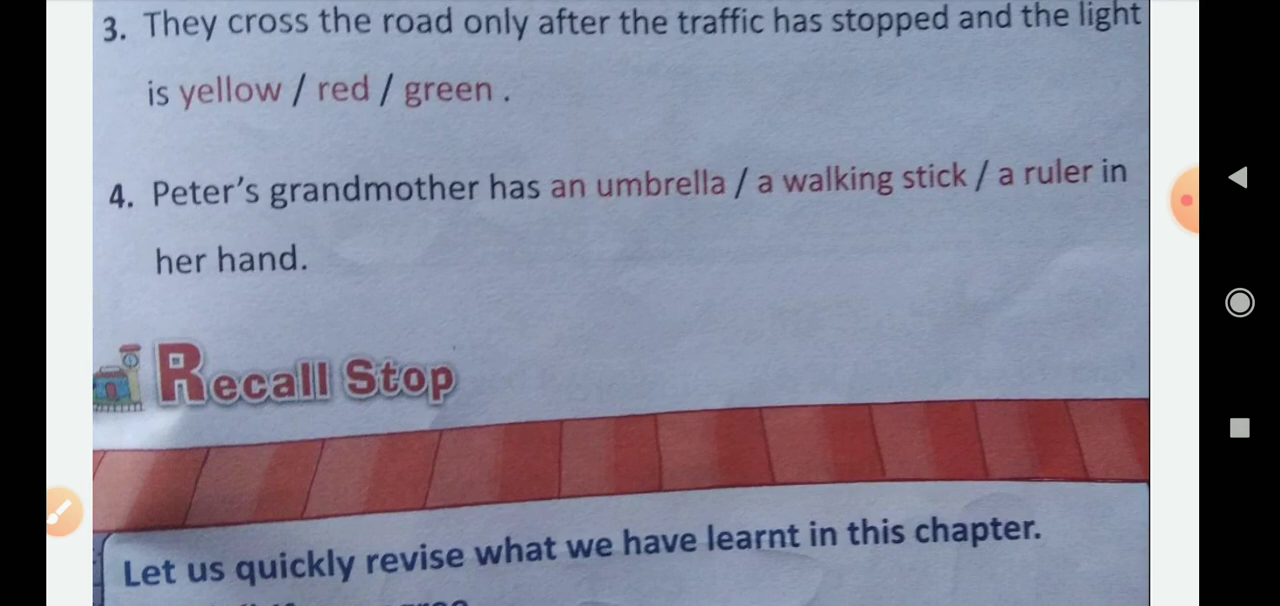 3. They cross the road only after the traffic has stopped and the light
is yellow / red / green .
4. Peter's grandmother has an umbrella / a walking stick / a ruler in
her hand.
Recall Stop
Let us quickly revise what we have learnt in this chapter.